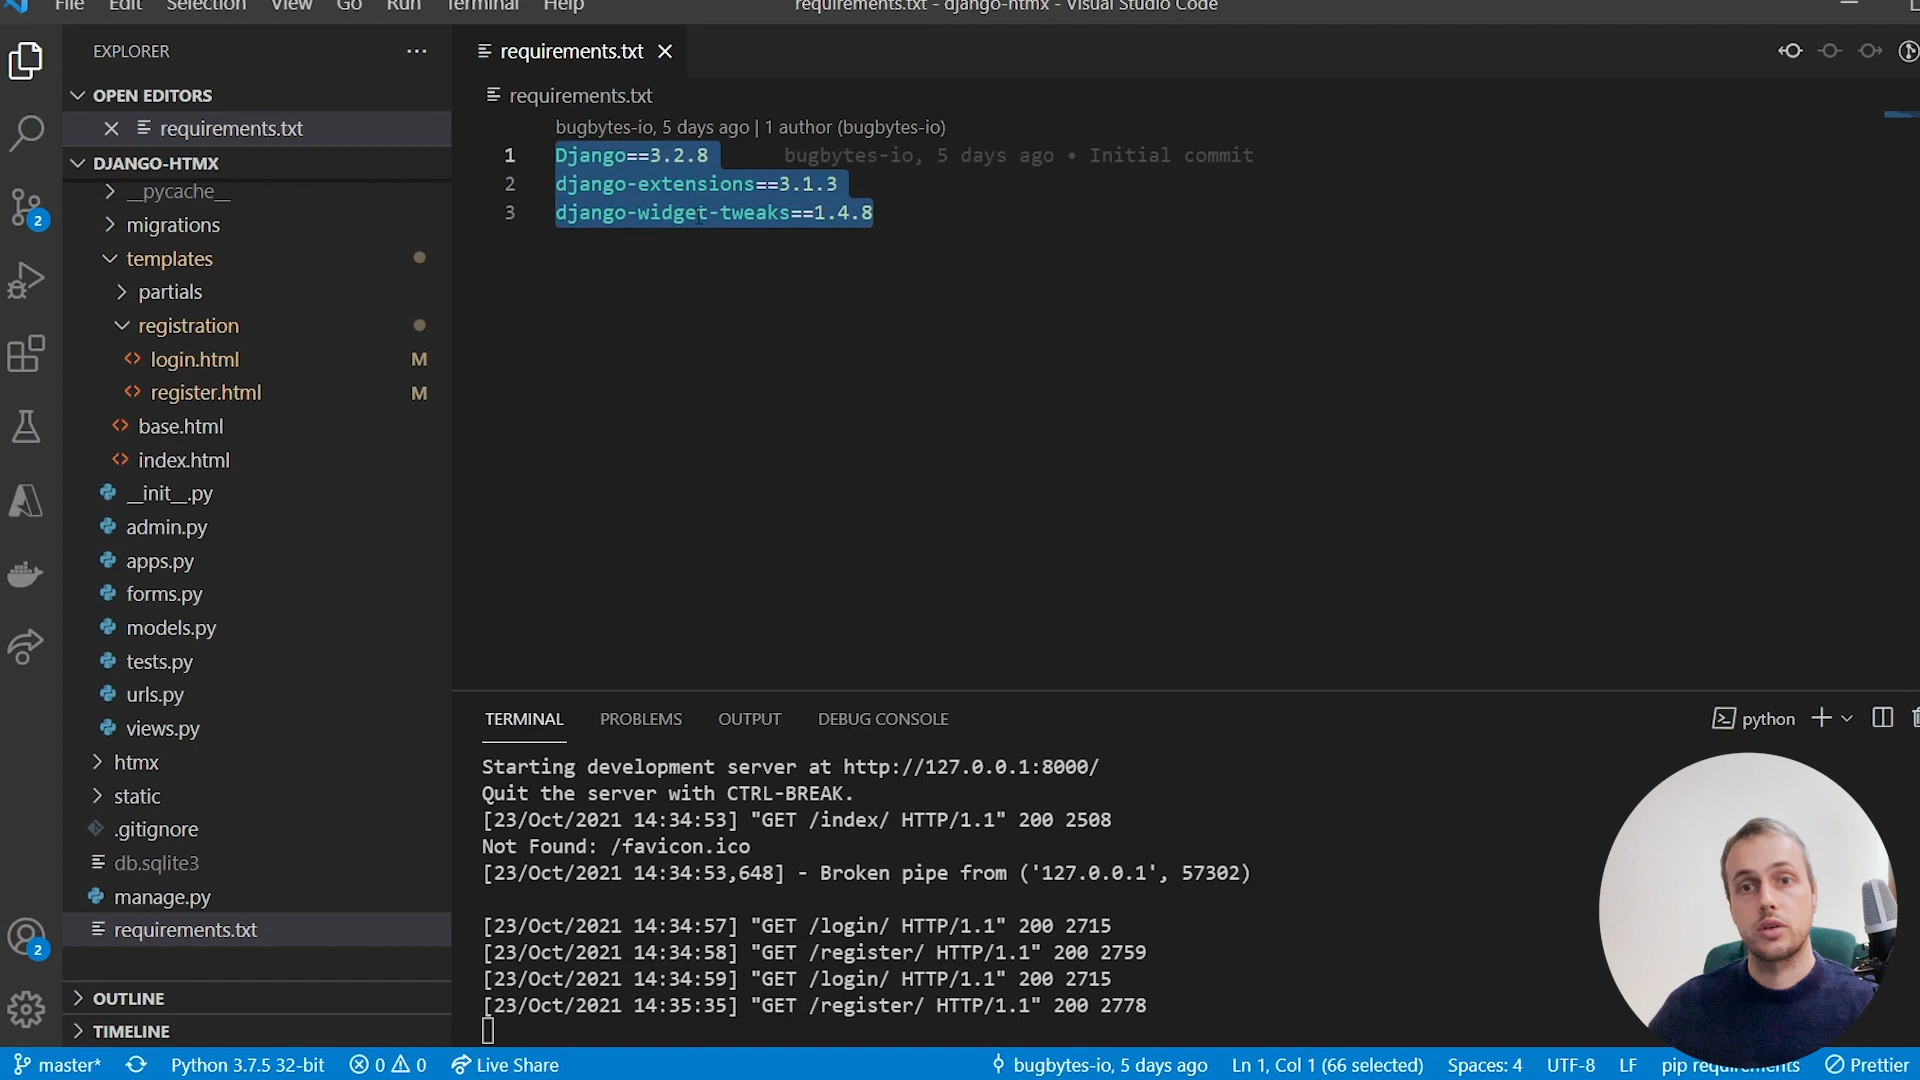 File Edit Selection View Go Run Terminal Help
requirements.txt - django-htmx - Visual Studio Code
EXPLORER
OPEN EDITORS
requirements.txt
DJANGO-HTMX
__pycache__
migrations
templates
partials
registration
login.html M
register.html M
base.html
index.html
__init__.py
admin.py
apps.py
forms.py
models.py
tests.py
urls.py
views.py
htmx
static
.gitignore
db.sqlite3
manage.py
requirements.txt
OUTLINE
TIMELINE
2
2
requirements.txt
requirements.txt
bugbytes-io, 5 days ago | 1 author (bugbytes-io)
1 Django==3.2.8 bugbytes-io, 5 days ago • Initial commit
2 django-extensions==3.1.3
3 django-widget-tweaks==1.4.8
TERMINAL PROBLEMS OUTPUT DEBUG CONSOLE
python
Starting development server at http://127.0.0.1:8000/
Quit the server with CTRL-BREAK.
[23/Oct/2021 14:34:53] "GET /index/ HTTP/1.1" 200 2508
Not Found: /favicon.ico
[23/Oct/2021 14:34:53,648] - Broken pipe from ('127.0.0.1', 57302)
[23/Oct/2021 14:34:57] "GET /login/ HTTP/1.1" 200 2715
[23/Oct/2021 14:34:58] "GET /register/ HTTP/1.1" 200 2759
[23/Oct/2021 14:34:59] "GET /login/ HTTP/1.1" 200 2715
[23/Oct/2021 14:35:35] "GET /register/ HTTP/1.1" 200 2778
master* Python 3.7.5 32-bit 0 0 Live Share bugbytes-io, 5 days ago Ln 1, Col 1 (66 selected) Spaces: 4 UTF-8 LF pip requirements Prettier